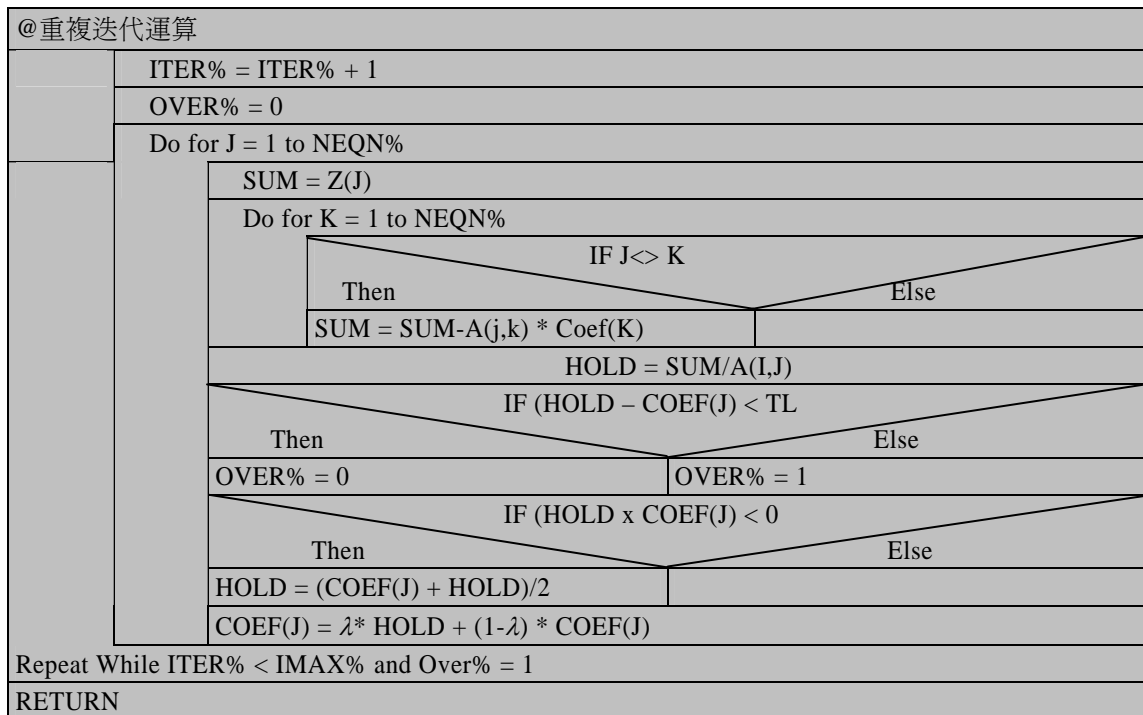 @重複迭代運算
ITER% = ITER% + 1
OVER% = 0
Do for J = 1 to NEQN%
SUM = Z(J)
Do for K = 1 to NEQN%
IF J<> K
Then Else
SUM = SUM-A(j,k) * Coef(K)
HOLD = SUM/A(I,J)
IF (HOLD – COEF(J) < TL
Then Else
OVER% = 0 OVER% = 1
IF (HOLD x COEF(J) < 0
Then Else
HOLD = (COEF(J) + HOLD)/2
COEF(J) = λ* HOLD + (1-λ) * COEF(J)
Repeat While ITER% < IMAX% and Over% = 1
RETURN